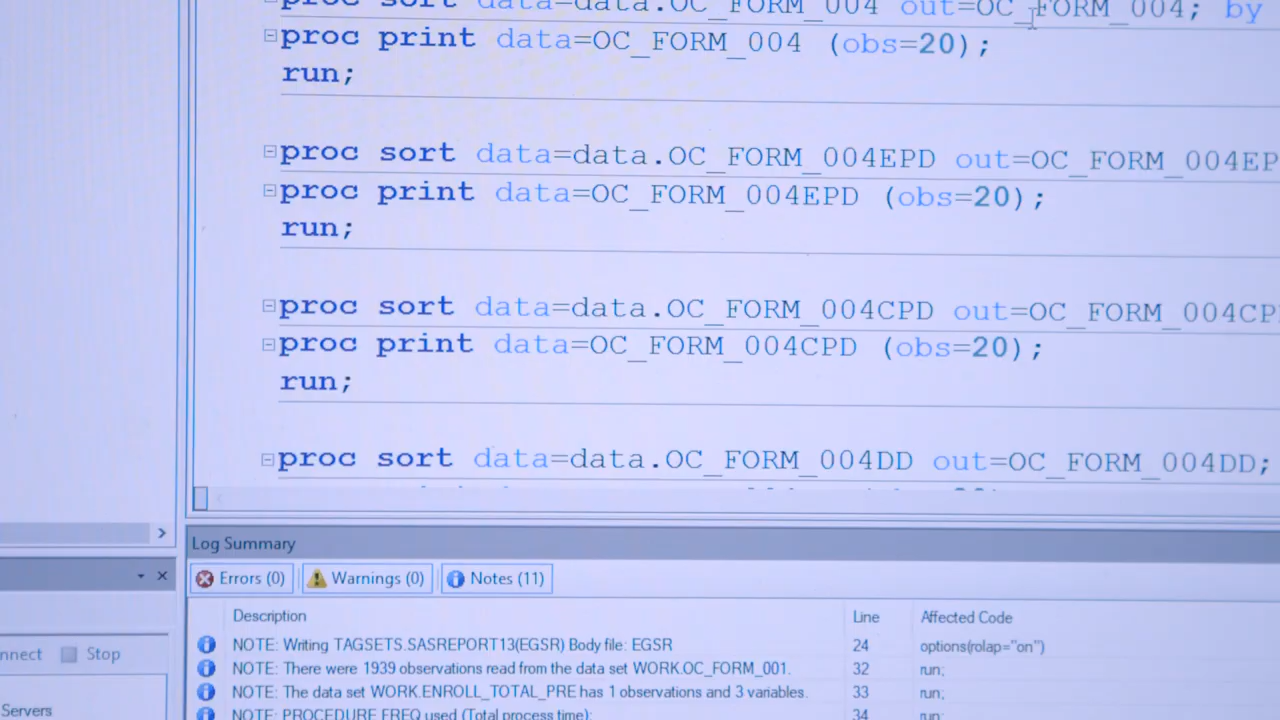 proc sort data=data.OC_FORM_004 out=OC_FORM_004; by
proc print data=OC_FORM_004 (obs=20);
run;
proc sort data=data.OC_FORM_004EPD out=OC_FORM_004EP
proc print data=OC_FORM_004EPD (obs=20);
run;
proc sort data=data.OC_FORM_004CPD out=OC_FORM_004CP
proc print data=OC_FORM_004CPD (obs=20);
run;
proc sort data=data.OC_FORM_004DD out=OC_FORM_004DD;
Log Summary
Errors (0) Warnings (0) Notes (11)
Description Line Affected Code
NOTE: Writing TAGSETS.SASREPORT13(EGSR) Body file: EGSR 24 options(rolap="on")
NOTE: There were 1939 observations read from the data set WORK.OC_FORM_001. 32 run;
NOTE: The data set WORK.ENROLL_TOTAL_PRE has 1 observations and 3 variables. 33 run;
NOTE: PROCEDURE FREQ used (Total process time): 34 run;
nnect Stop
Servers